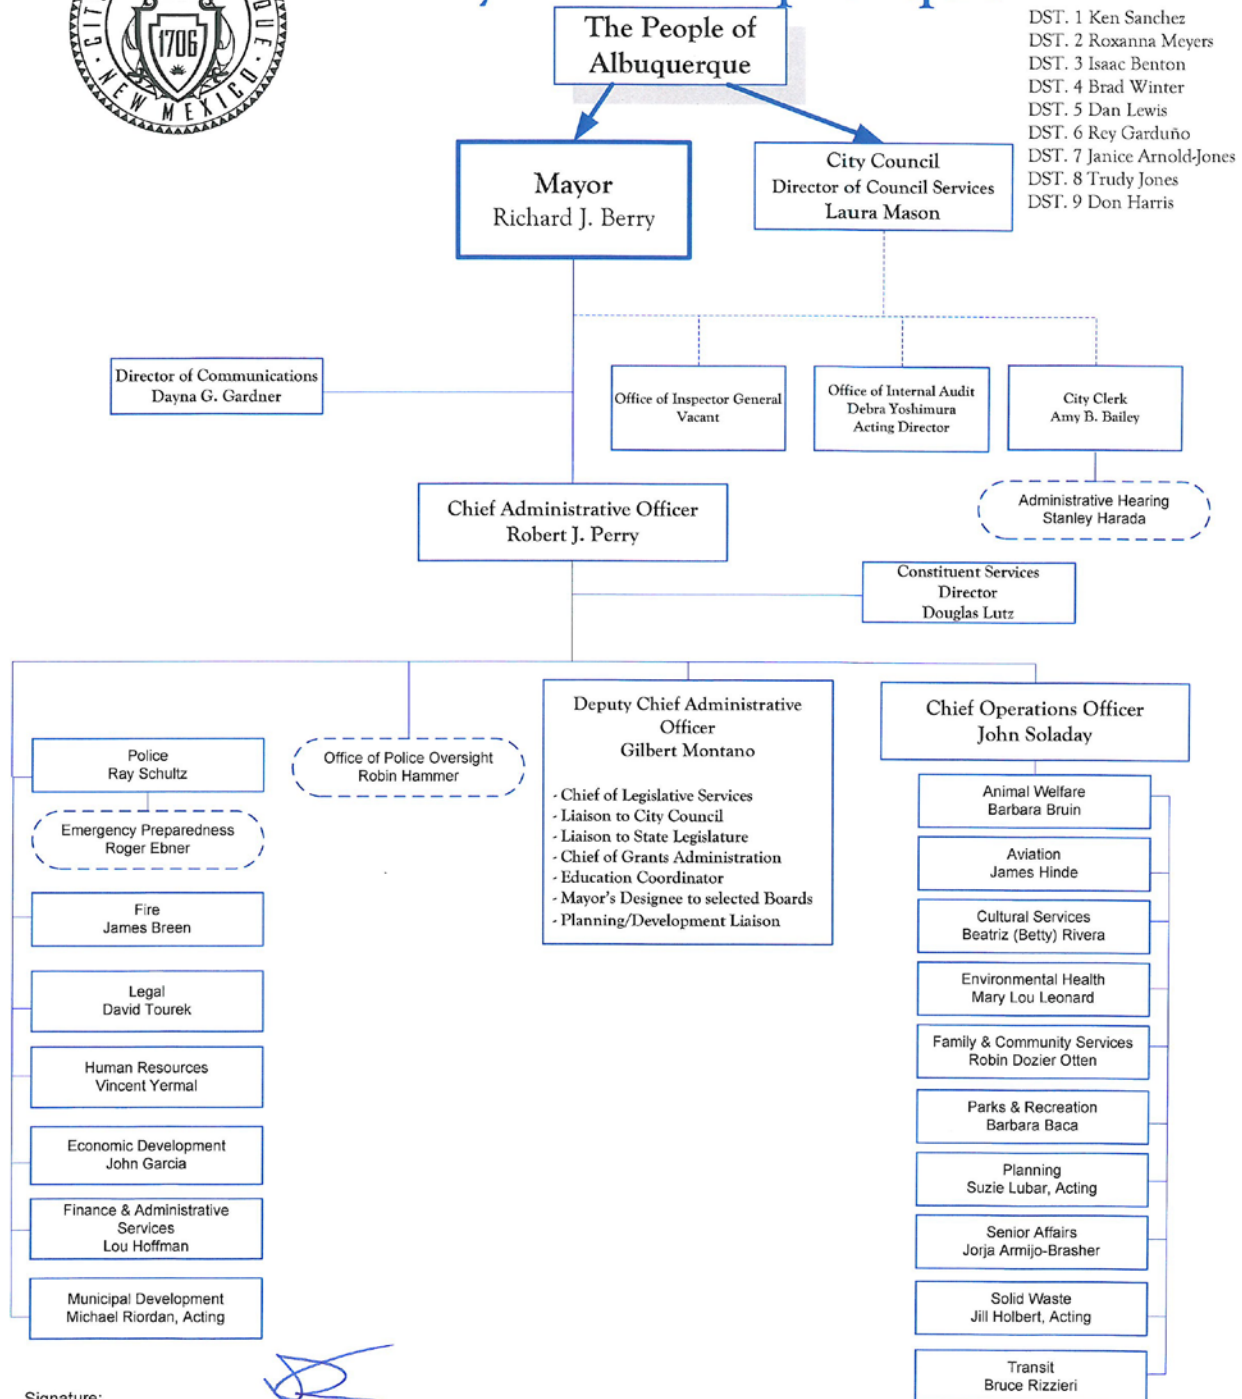 1706
NEW MEXICO
The People of
Albuquerque
DST. 1 Ken Sanchez
DST. 2 Roxanna Meyers
DST. 3 Isaac Benton
DST. 4 Brad Winter
DST. 5 Dan Lewis
DST. 6 Rey Garduño
DST. 7 Janice Arnold-Jones
DST. 8 Trudy Jones
DST. 9 Don Harris
Mayor
Richard J. Berry
City Council
Director of Council Services
Laura Mason
Director of Communications
Dayna G. Gardner
Office of Inspector General
Vacant
Office of Internal Audit
Debra Yoshimura
Acting Director
City Clerk
Amy B. Bailey
Administrative Hearing
Stanley Harada
Chief Administrative Officer
Robert J. Perry
Constituent Services
Director
Douglas Lutz
Police
Ray Schultz
Emergency Preparedness
Roger Ebner
Fire
James Breen
Legal
David Tourek
Human Resources
Vincent Yermal
Economic Development
John Garcia
Finance & Administrative
Services
Lou Hoffman
Municipal Development
Michael Riordan, Acting
Office of Police Oversight
Robin Hammer
Deputy Chief Administrative
Officer
Gilbert Montano
- Chief of Legislative Services
- Liaison to City Council
- Liaison to State Legislature
- Chief of Grants Administration
- Education Coordinator
- Mayor's Designee to selected Boards
- Planning/Development Liaison
Chief Operations Officer
John Soladay
Animal Welfare
Barbara Bruin
Aviation
James Hinde
Cultural Services
Beatriz (Betty) Rivera
Environmental Health
Mary Lou Leonard
Family & Community Services
Robin Dozier Otten
Parks & Recreation
Barbara Baca
Planning
Suzie Lubar, Acting
Senior Affairs
Jorja Armijo-Brasher
Solid Waste
Jill Holbert, Acting
Transit
Bruce Rizzieri
Signature: